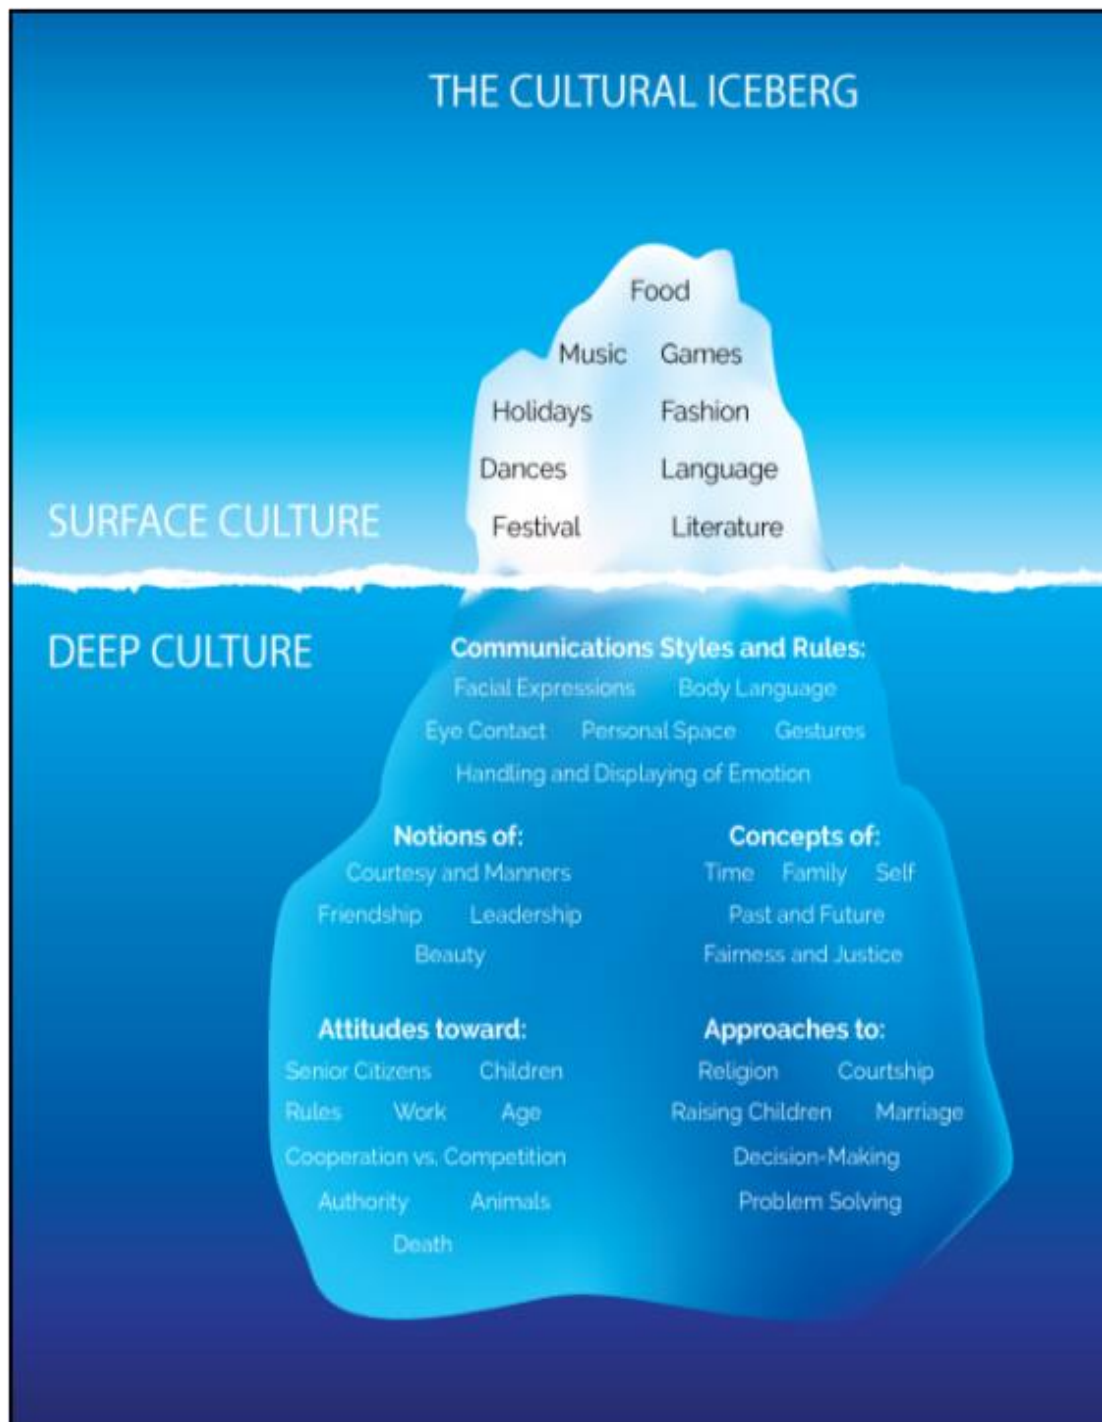 THE CULTURAL ICEBERG
Food
Music Games
Holidays Fashion
Dances Language
SURFACE CULTURE
Festival Literature
DEEP CULTURE
Communications Styles and Rules:
Facial Expressions Body Language
Eye Contact Personal Space Gestures
Handling and Displaying of Emotion
Notions of:
Courtesy and Manners
Friendship Leadership
Beauty
Concepts of:
Time Family Self
Past and Future
Fairness and Justice
Attitudes toward:
Senior Citizens Children
Rules Work Age
Cooperation vs. Competition
Authority Animals
Death
Approaches to:
Religion Courtship
Raising Children Marriage
Decision-Making
Problem Solving